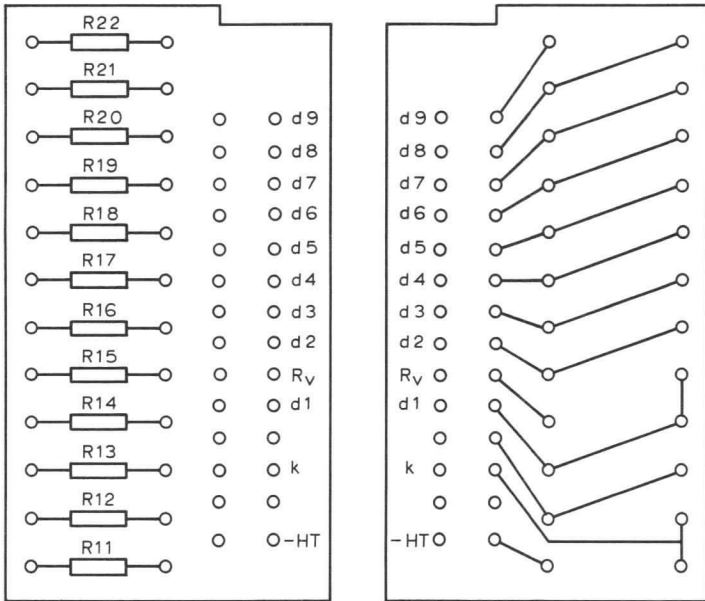 R22
R21
R20
R19
R18
R17
R16
R15
R14
R13
R12
R11
d9
d8
d7
d6
d5
d4
d3
d2
Rv
d1
k
-HT
d9
d8
d7
d6
d5
d4
d3
d2
Rv
d1
k
-HT